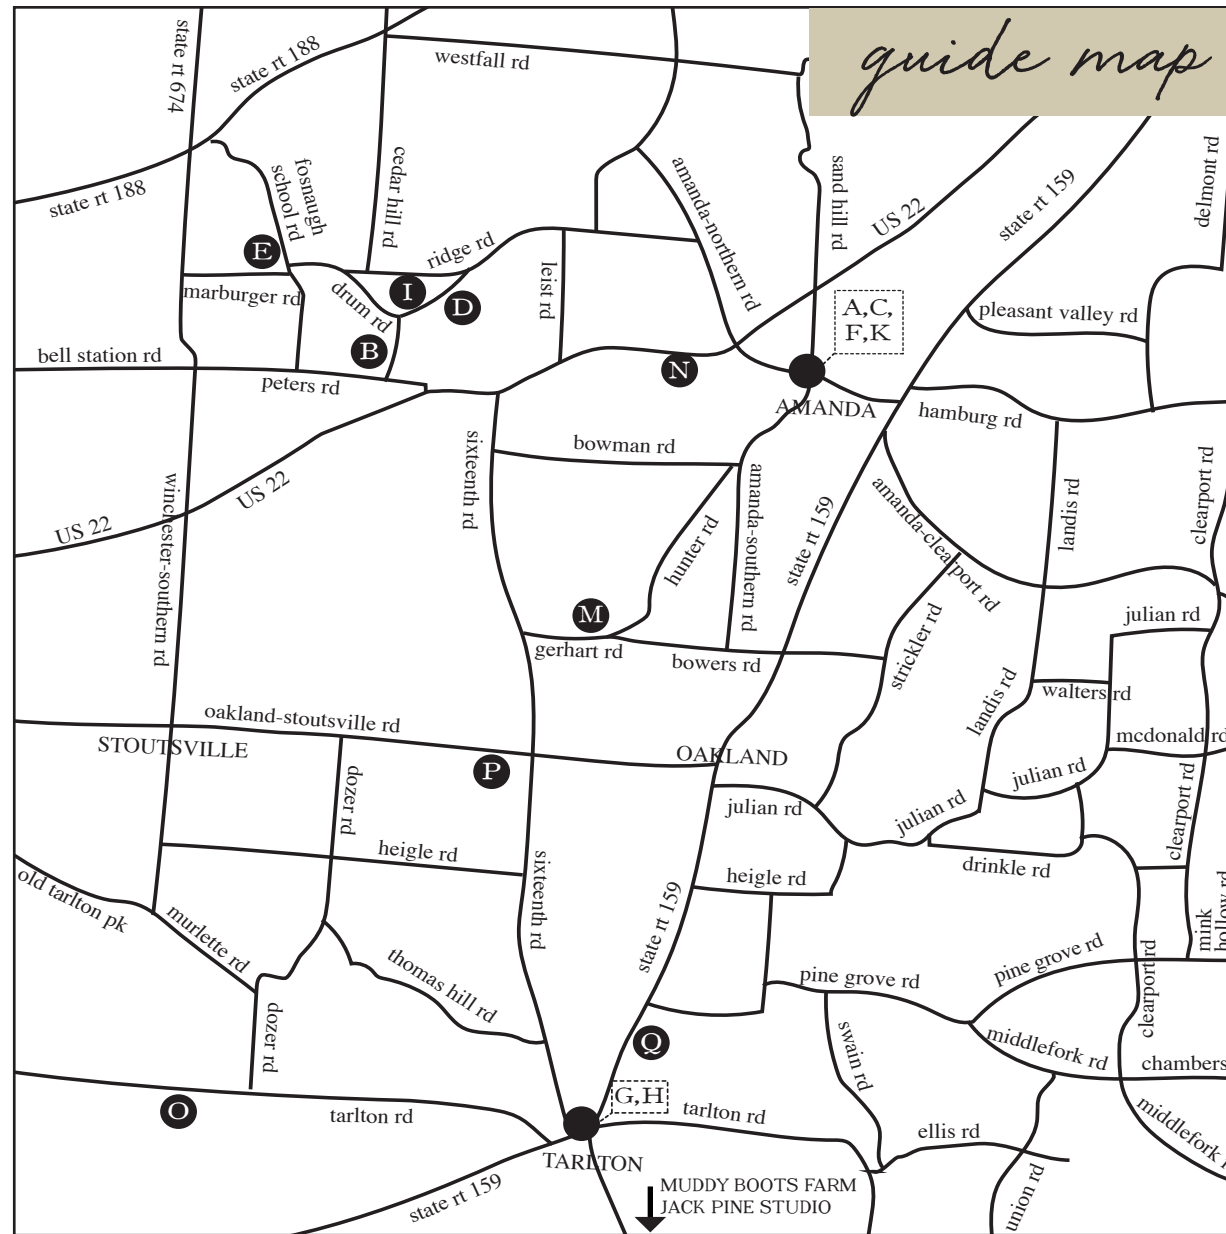 guide map
state rt 674
state rt 188
westfall rd
state rt 188
fosnaugh
school rd
cedar hill rd
ridge rd
amanda-northern rd
sand hill rd
US 22
state rt 159
delmont rd
E
I
D
marburger rd
drum rd
leist rd
A,C,
F,K
pleasant valley rd
bell station rd
B
N
peters rd
AMANDA
hamburg rd
sixteenth rd
bowman rd
US 22
US 22
winchester-southern rd
hunter rd
amanda-southern rd
state rt 159
amanda-clearport rd
landis rd
clearport rd
M
gerhart rd
bowers rd
strickler rd
julian rd
landis rd
walters rd
oakland-stoutsville rd
STOUTSVILLE
P
OAKLAND
mcdonald rd
dozer rd
julian rd
julian rd
julian rd
clearport rd
heigle rd
sixteenth rd
heigle rd
drinkle rd
old tarlton pk
murlette rd
state rt 159
mink
hollow rd
thomas hill rd
pine grove rd
pine grove rd
clearport rd
dozer rd
Q
swain rd
middlefork rd
chambers
O
G,H
tarlton rd
tarlton rd
ellis rd
middlefork r
TARLTON
state rt 159
union rd
MUDDY BOOTS FARM
JACK PINE STUDIO